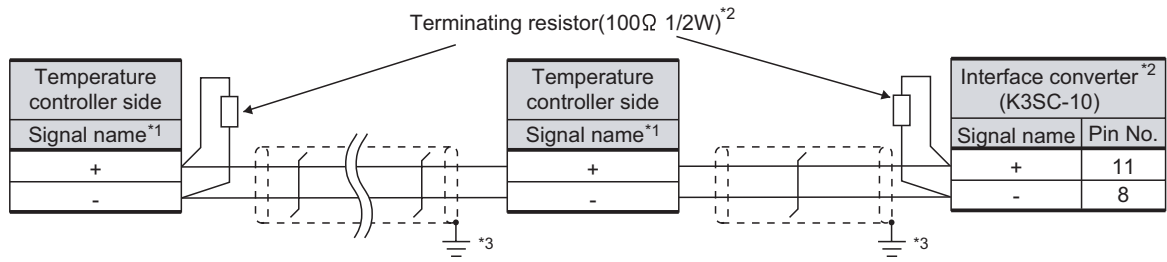 Terminating resistor(100Ω 1/2W)*2
Temperature
controller side
Signal name*1
+
-
*3
Temperature
controller side
Signal name*1
+
-
*3
Interface converter*2
(K3SC-10)
Signal name Pin No.
+ 11
- 8